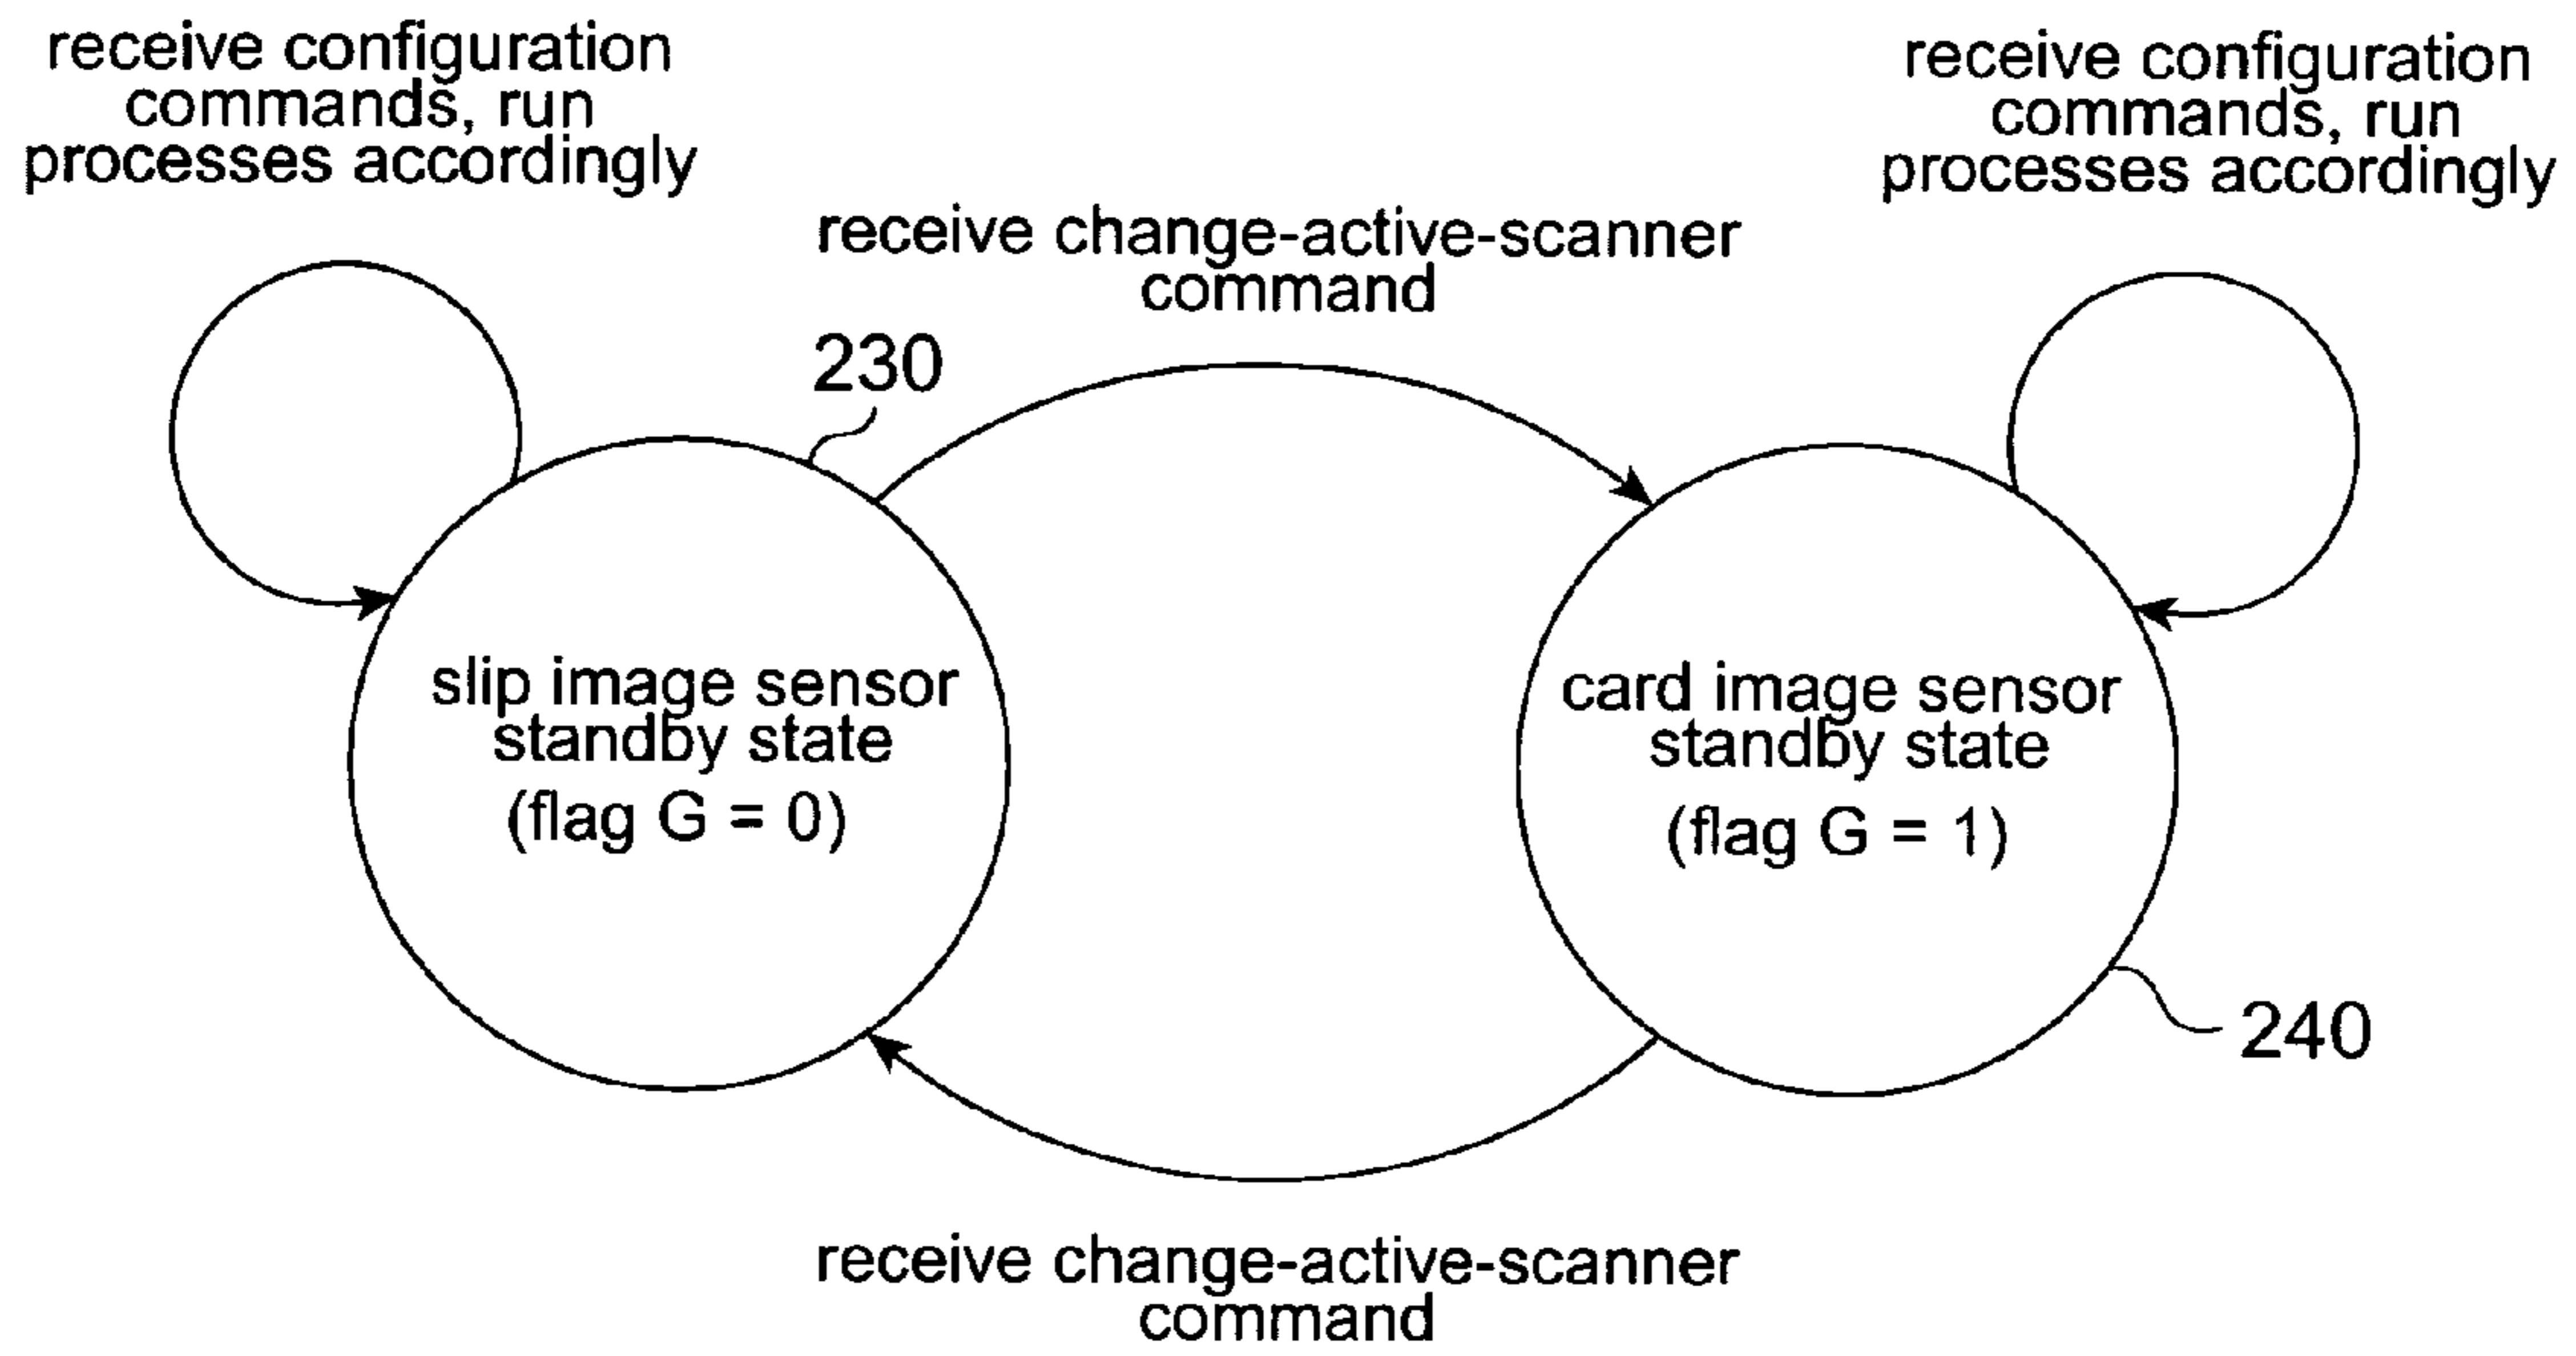 receive configuration
commands, run
processes accordingly
receive configuration
commands, run
processes accordingly
receive change-active-scanner
command
230
slip image sensor
standby state
(flag G = 0)
card image sensor
standby state
(flag G = 1)
240
receive change-active-scanner
command